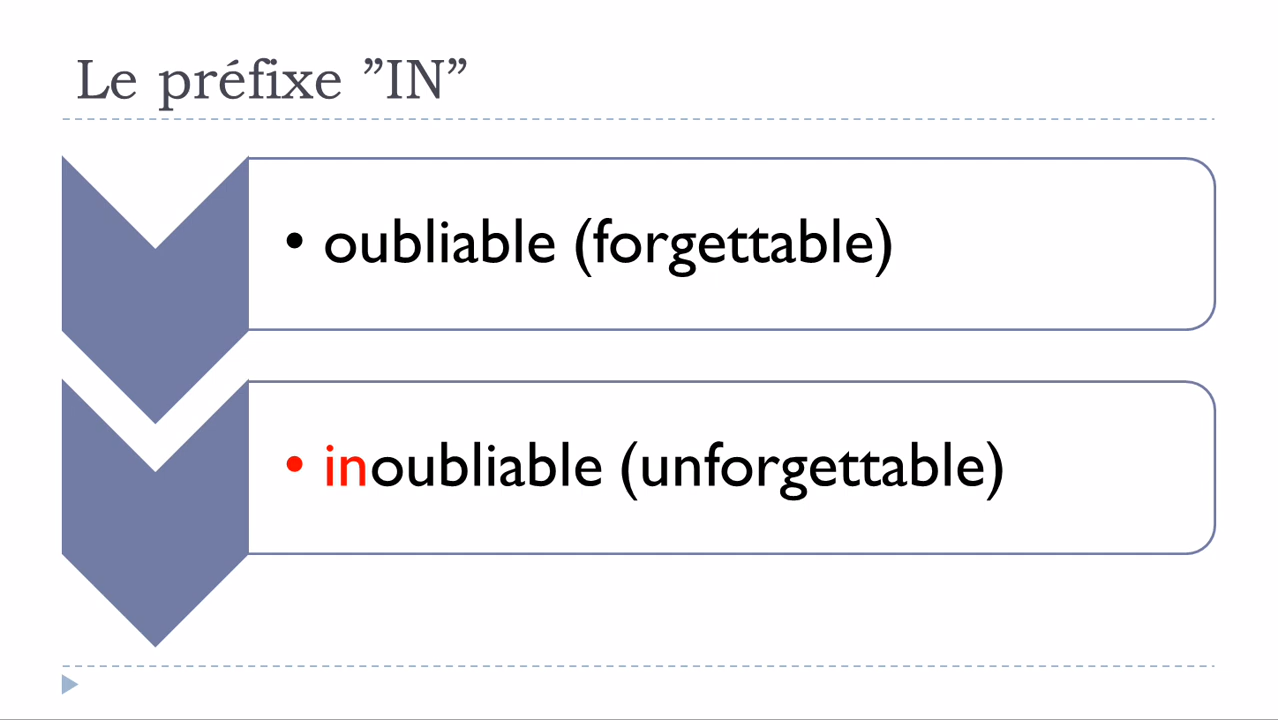 Le préfixe ”IN”
• oubliable (forgettable)
• inoubliable (unforgettable)